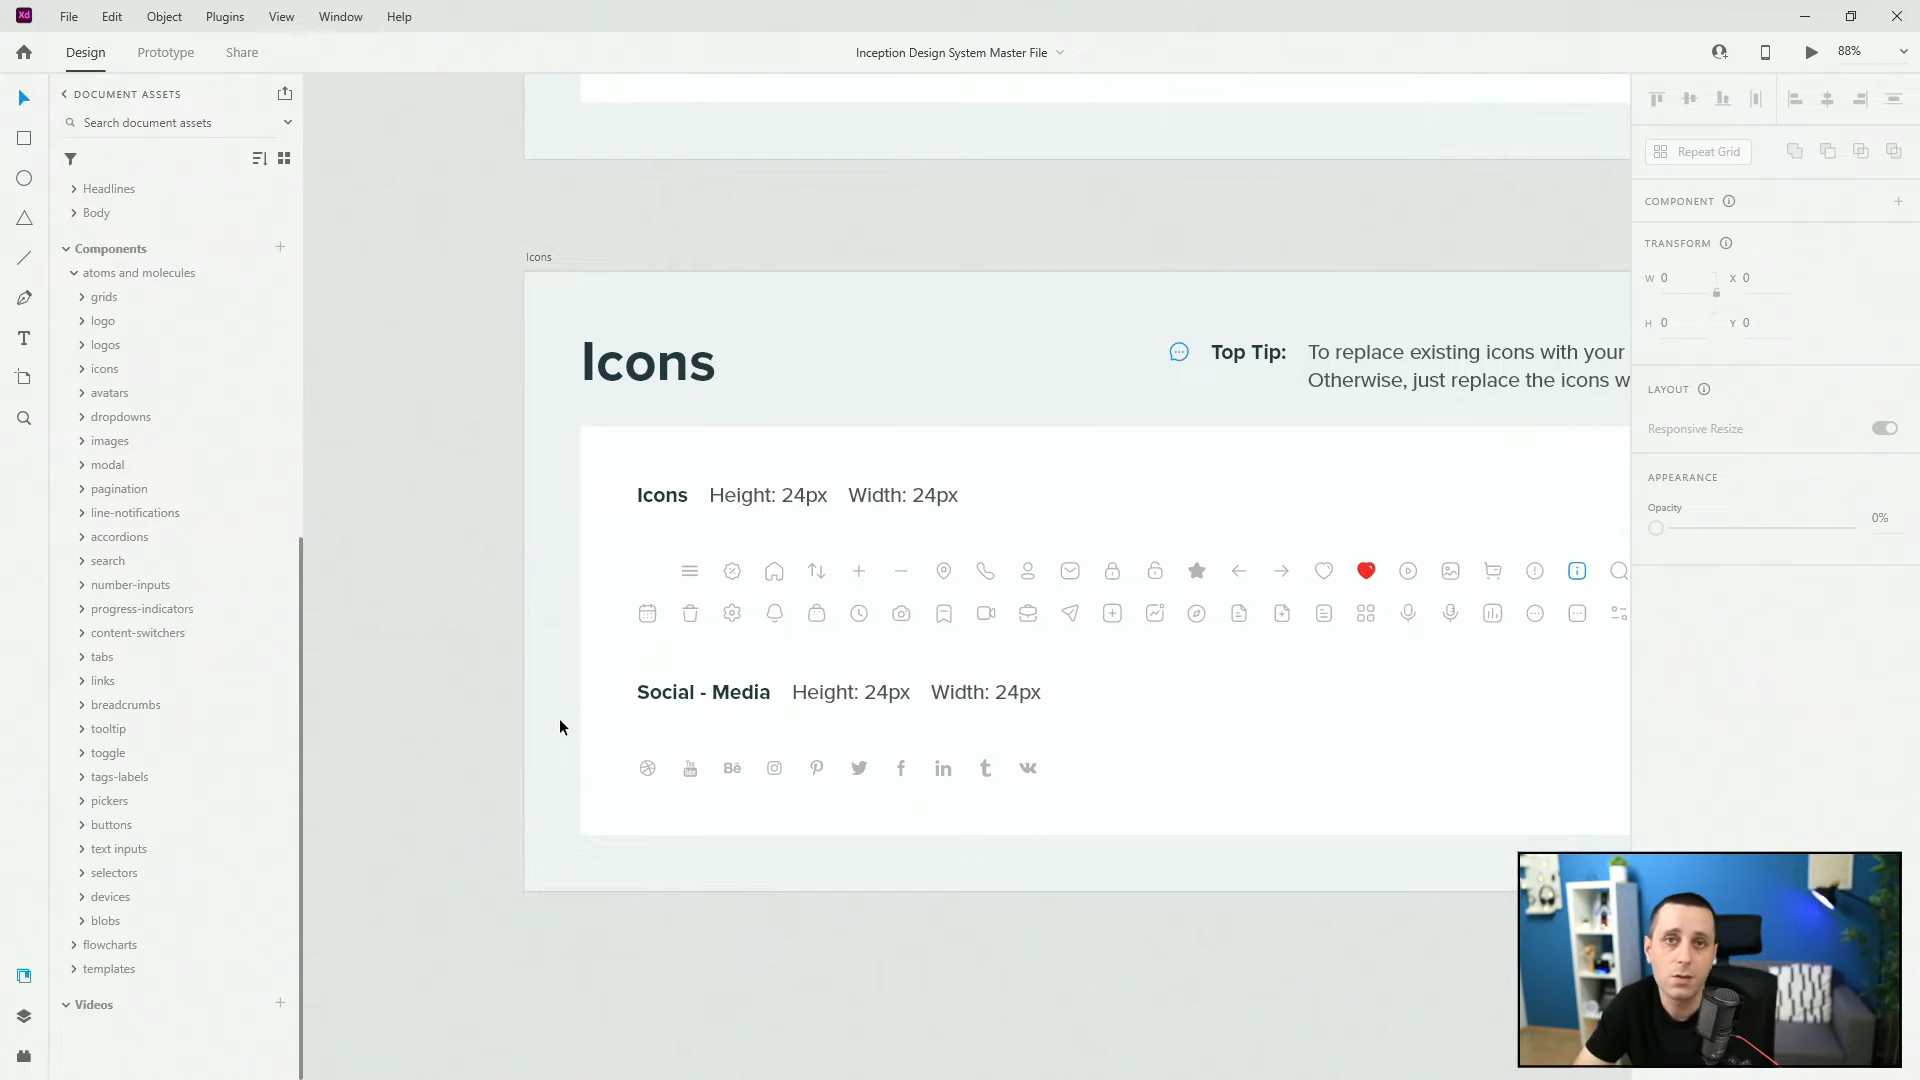 Xd File Edit Object Plugins View Window Help
Design Prototype Share
Inception Design System Master File
88%
DOCUMENT ASSETS
Search document assets
Headlines
Body
Components
atoms and molecules
grids
logo
logos
icons
avatars
dropdowns
images
modal
pagination
line-notifications
accordions
search
number-inputs
progress-indicators
content-switchers
tabs
links
breadcrumbs
tooltip
toggle
tags-labels
pickers
buttons
text inputs
selectors
devices
blobs
flowcharts
templates
Videos
Icons
Icons
Top Tip: To replace existing icons with your
Otherwise, just replace the icons w
Icons Height: 24px Width: 24px
Social - Media Height: 24px Width: 24px
You
Bē
f in t
Repeat Grid
COMPONENT
TRANSFORM
W 0 X 0
H 0 Y 0
LAYOUT
Responsive Resize
APPEARANCE
Opacity
0%